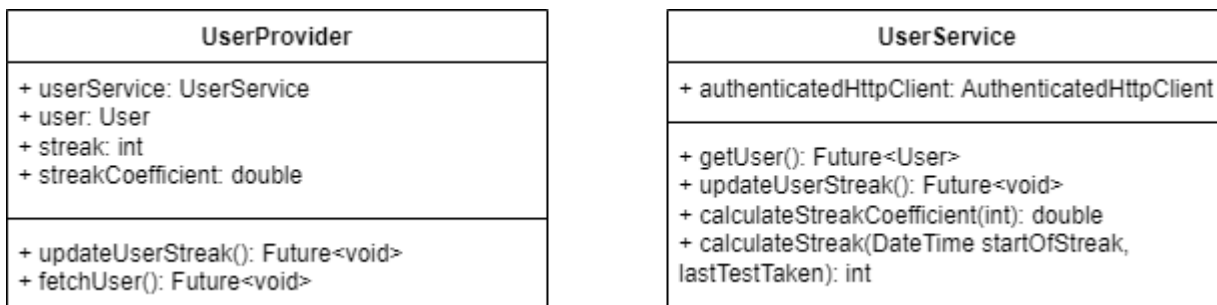 UserProvider
+ userService: UserService
+ user: User
+ streak: int
+ streakCoefficient: double
+ updateUserStreak(): Future<void>
+ fetchUser(): Future<void>
UserService
+ authenticatedHttpClient: AuthenticatedHttpClient
+ getUser(): Future<User>
+ updateUserStreak(): Future<void>
+ calculateStreakCoefficient(int): double
+ calculateStreak(DateTime startOfStreak,
lastTestTaken): int